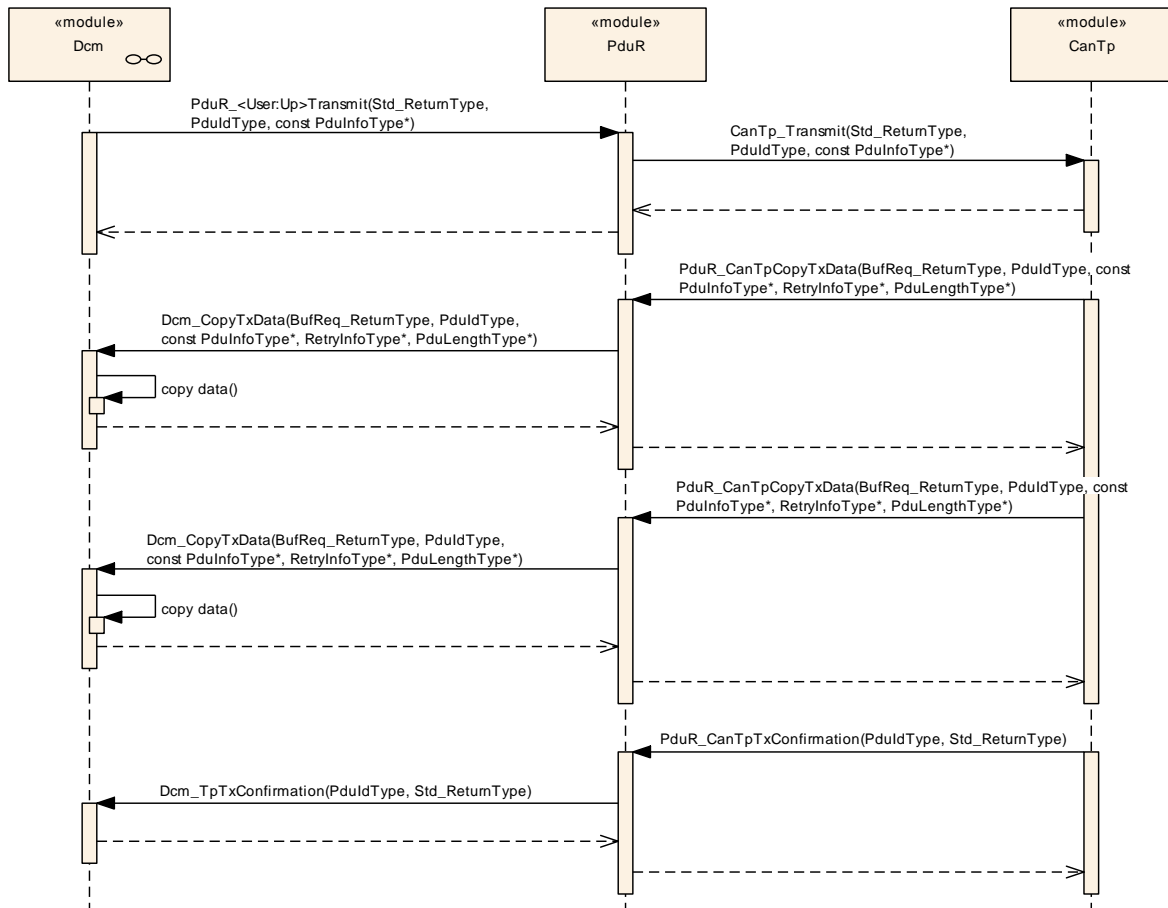 «module»
Dcm
«module»
PduR
«module»
CanTp
PduR_<User:Up>Transmit(Std_ReturnType,
PduIdType, const PduInfoType*)
CanTp_Transmit(Std_ReturnType,
PduIdType, const PduInfoType*)
PduR_CanTpCopyTxData(BufReq_ReturnType, PduIdType, const
PduInfoType*, RetryInfoType*, PduLengthType*)
Dcm_CopyTxData(BufReq_ReturnType, PduIdType,
const PduInfoType*, RetryInfoType*, PduLengthType*)
copy data()
PduR_CanTpCopyTxData(BufReq_ReturnType, PduIdType, const
PduInfoType*, RetryInfoType*, PduLengthType*)
Dcm_CopyTxData(BufReq_ReturnType, PduIdType,
const PduInfoType*, RetryInfoType*, PduLengthType*)
copy data()
PduR_CanTpTxConfirmation(PduIdType, Std_ReturnType)
Dcm_TpTxConfirmation(PduIdType, Std_ReturnType)